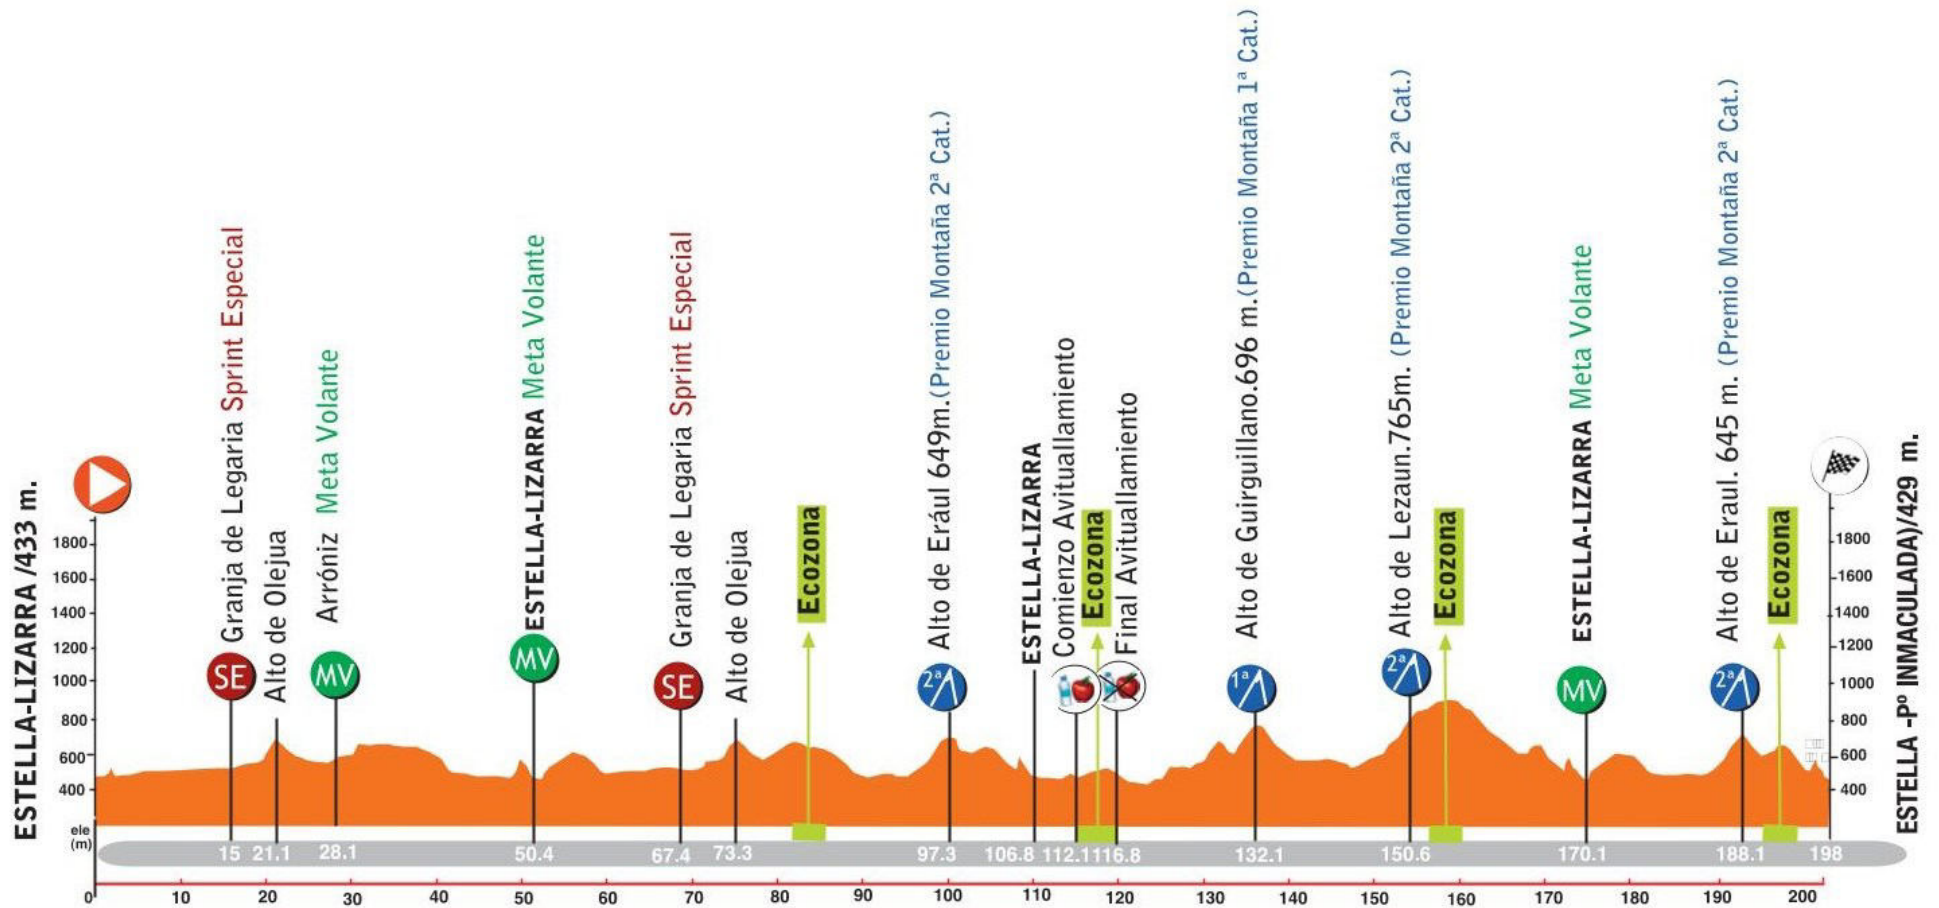 ESTELLA-LIZARRA /433 m.
Granja de Legaria Sprint Especial
Alto de Olejua
Arróniz Meta Volante
ESTELLA-LIZARRA Meta Volante
Granja de Legaria Sprint Especial
Alto de Olejua
Ecozona
Alto de Erául 649m.(Premio Montaña 2ª Cat.)
ESTELLA-LIZARRA
Comienzo Avituallamiento
Ecozona
Final Avituallamiento
Alto de Guirguillano.696 m.(Premio Montaña 1ª Cat.)
Alto de Lezaun.765m. (Premio Montaña 2ª Cat.)
Ecozona
ESTELLA-LIZARRA Meta Volante
Alto de Eraul. 645 m. (Premio Montaña 2ª Cat.)
Ecozona
ESTELLA -Pº INMACULADA)/429 m.
1800
1600
1400
1200
1000
800
600
400
ele
(m)
SE
MV
MV
SE
2ª
1ª
2ª
MV
2ª
1800
1600
1400
1200
1000
800
600
400
15 21.1 28.1 50.4 67.4 73.3 97.3 106.8 112.1 116.8 132.1 150.6 170.1 188.1 198
0 10 20 30 40 50 60 70 80 90 100 110 120 130 140 150 160 170 180 190 200